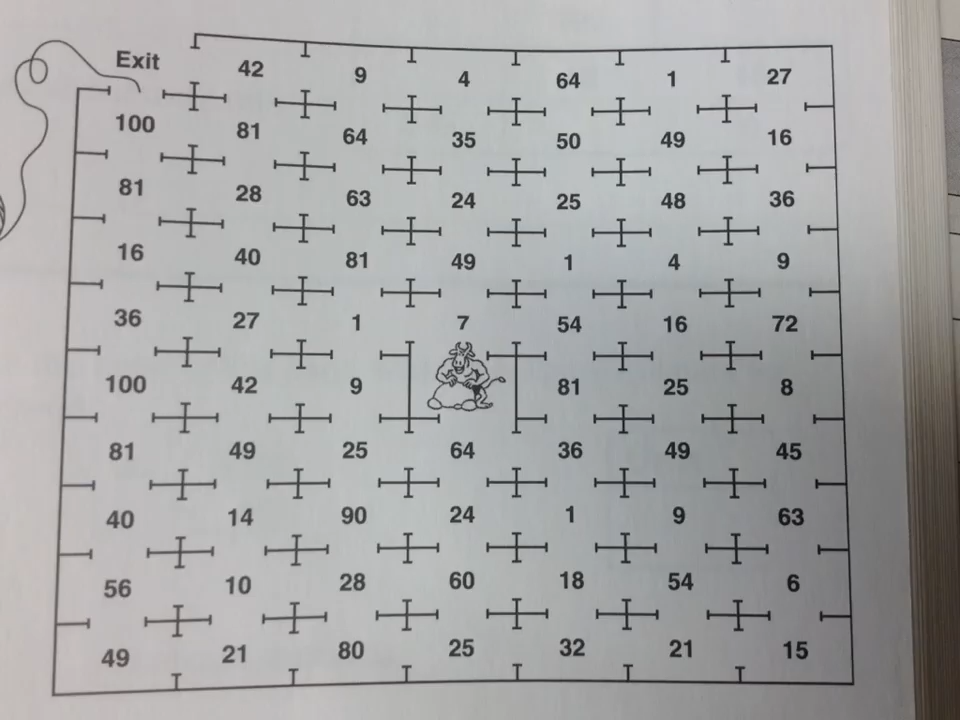 Exit 42 9 4 64 1 27
100 81 64 35 50 49 16
81 28 63 24 25 48 36
16 40 81 49 1 4 9
36 27 1 7 54 16 72
100 42 9 81 25 8
81 49 25 64 36 49 45
40 14 90 24 1 9 63
56 10 28 60 18 54 6
49 21 80 25 32 21 15